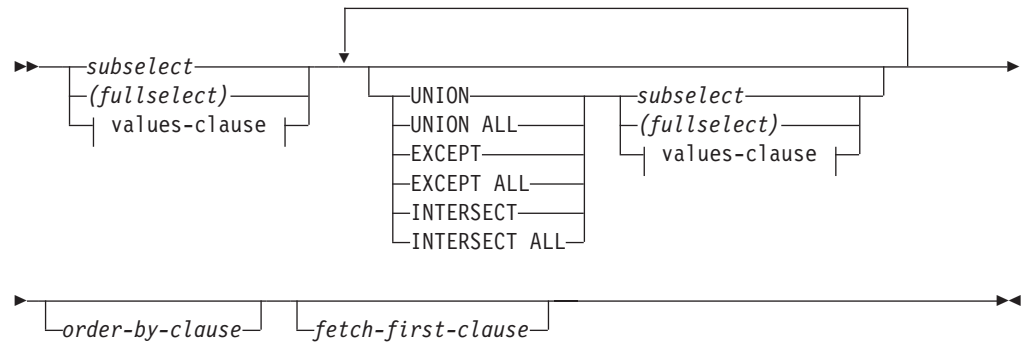 subselect
(fullselect)
values-clause
UNION
UNION ALL
EXCEPT
EXCEPT ALL
INTERSECT
INTERSECT ALL
subselect
(fullselect)
values-clause
order-by-clause
fetch-first-clause